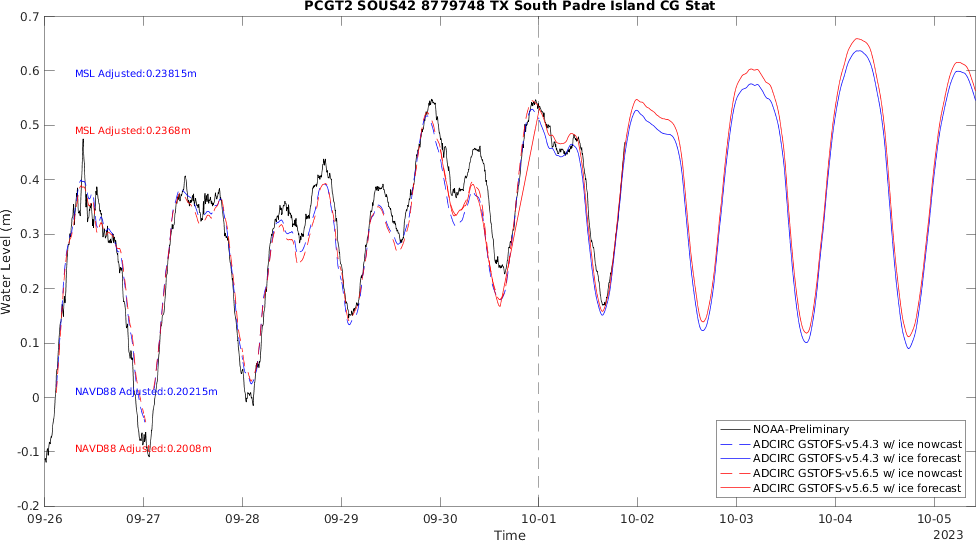 PCGT2 SOUS42 8779748 TX South Padre Island CG Stat
0.7
0.6
0.5
0.4
0.3
0.2
0.1
0
-0.1
-0.2
Water Level (m)
MSL Adjusted:0.23815m
MSL Adjusted:0.2368m
NAVD88 Adjusted:0.20215m
NAVD88 Adjusted:0.2008m
NOAA-Preliminary
ADCIRC GSTOFS-v5.4.3 w/ ice nowcast
ADCIRC GSTOFS-v5.4.3 w/ ice forecast
ADCIRC GSTOFS-v5.6.5 w/ ice nowcast
ADCIRC GSTOFS-v5.6.5 w/ ice forecast
09-26 09-27 09-28 09-29 09-30 10-01 10-02 10-03 10-04 10-05
Time
2023